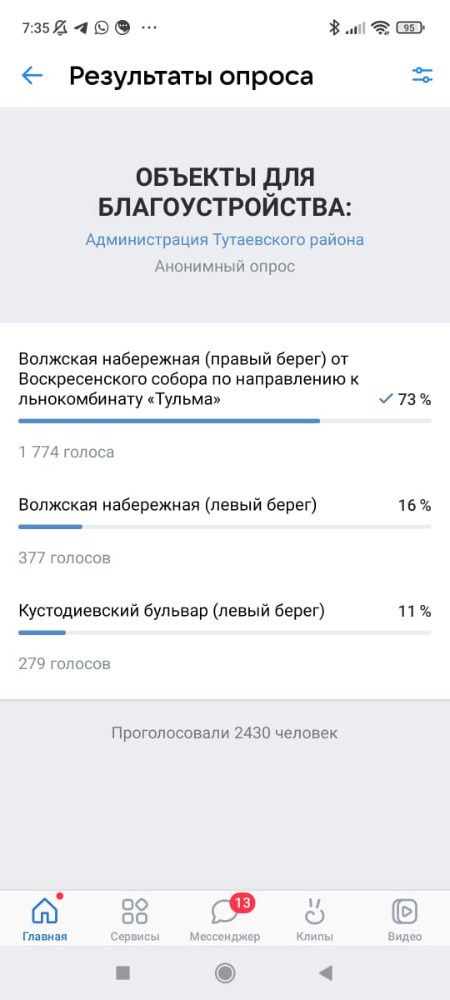 7:35
95
Результаты опроса
ОБЪЕКТЫ ДЛЯ
БЛАГОУСТРОЙСТВА:
Администрация Тутаевского района
Анонимный опрос
Волжская набережная (правый берег) от
Воскресенского собора по направлению к
льнокомбинату «Тульма»
73 %
1 774 голоса
Волжская набережная (левый берег)
16 %
377 голосов
Кустодиевский бульвар (левый берег)
11 %
279 голосов
Проголосовали 2430 человек
13
Главная
Сервисы
Мессенджер
Клипы
Видео